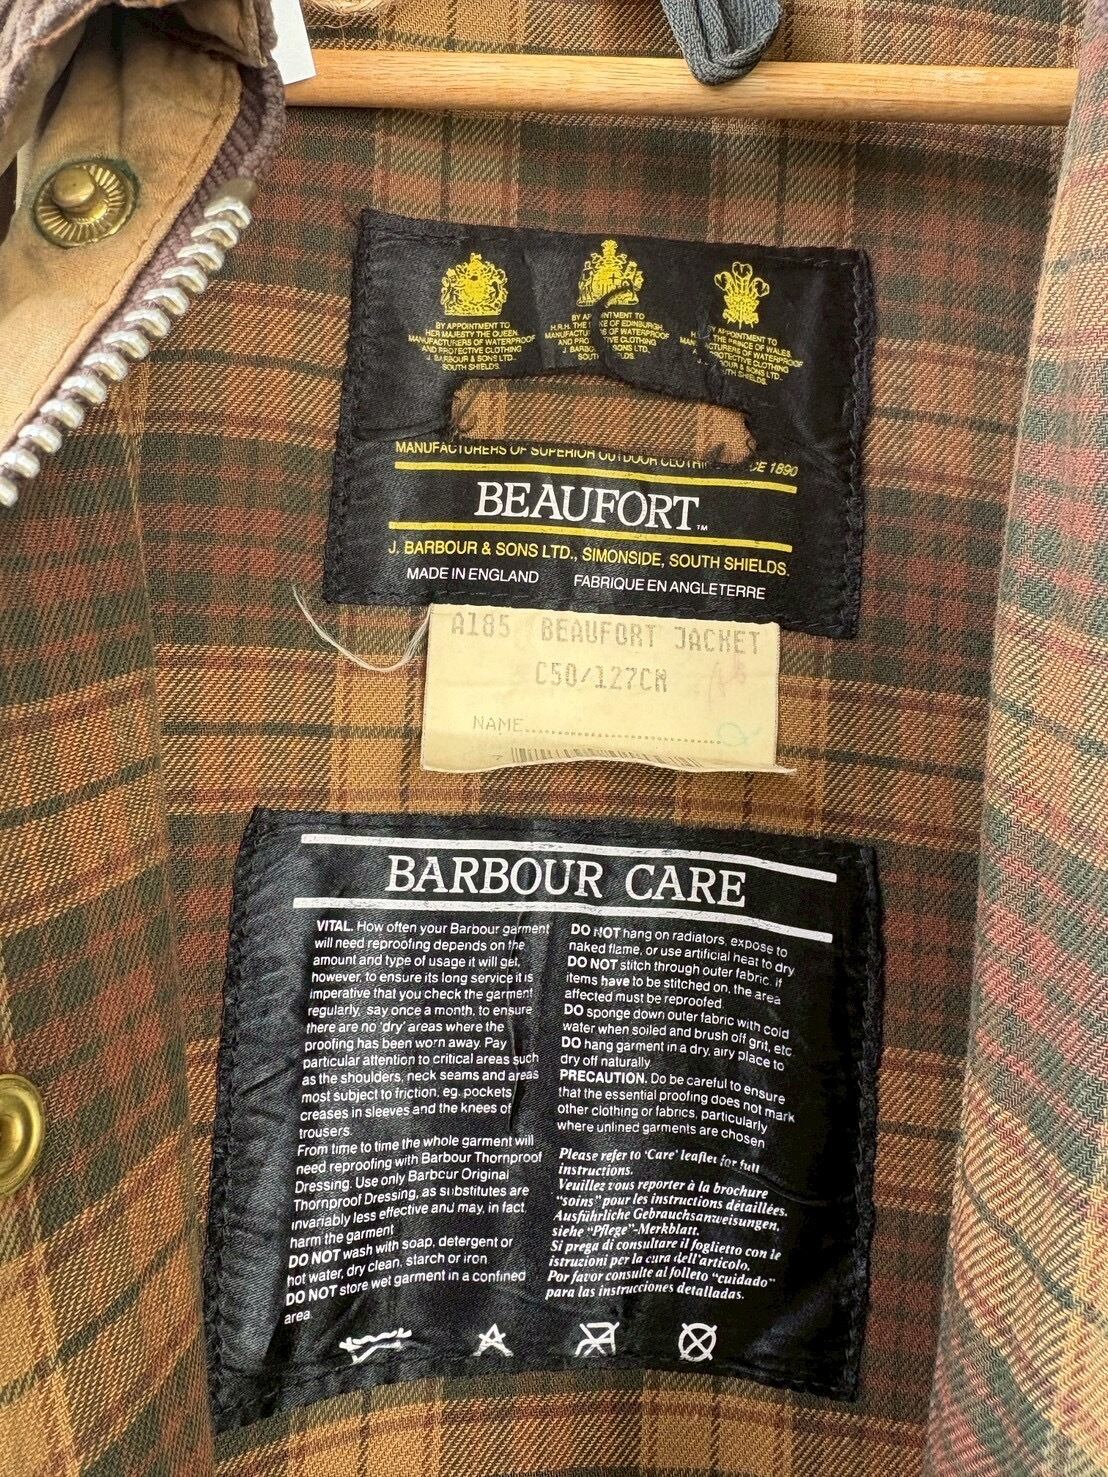 BY APPOINTMENT TO
HER MAJESTY THE QUEEN
MANUFACTURERS OF WATERPROOF
AND PROTECTIVE CLOTHING
J. BARBOUR & SONS LTD.
SOUTH SHIELDS.
BY APPOINTMENT TO
H.R.H. THE OF EDINBURGH
OF WATERPROOF
AND CLOTHING
J. SONS LTD.,
BY APPOINTMENT TO
THE PRINCE OF WALES
MANUFACTURERS OF WATERPROOF
PROTECTIVE CLOTHING
& SONS LTD.
SHIELDS.
MANUFACTURERS OF SUPERIOR OUTDOOR 1890
BEAUFORT™
J. BARBOUR & SONS LTD., SIMONSIDE, SOUTH SHIELDS.
MADE IN ENGLAND FABRIQUE EN ANGLETERRE
A185 BEAUFORT JACKET
C50/127CM
NAME
BARBOUR CARE
VITAL. How often your Barbour garment
will need reproofing depends on the
amount and type of usage it will get,
however, to ensure its long service it is
imperative that you check the garment
regularly, say once a month, to ensure
there are no 'dry' areas where the
proofing has been worn away. Pay
particular attention to critical areas such
as the shoulders, neck seams and areas
most subject to friction, eg. pockets,
creases in sleeves and the knees of
trousers.
From time to time the whole garment will
need reproofing with Barbour Thornproof
Dressing. Use only Barbour Original
Thornproof Dressing, as substitutes are
invariably less effective and may, in fact,
harm the garment.
DO NOT wash with soap, detergent or
hot water, dry clean, starch or iron.
DO NOT store wet garment in a confined
area.
DO NOT hang on radiators, expose to
naked flame, or use artificial heat to dry.
DO NOT stitch through outer fabric, if
items have to be stitched on, the area
affected must be reproofed.
DO sponge down outer fabric with cold
water when soiled and brush off grit, etc.
DO hang garment in a dry, airy place to
dry off naturally.
PRECAUTION. Do be careful to ensure
that the essential proofing does not mark
other clothing or fabrics, particularly
where unlined garments are chosen.
Please refer to 'Care' leaflet for full
instructions.
Veuillez vous reporter à la brochure
"soins" pour les instructions détaillées.
Ausführliche Gebrauchsanweisungen,
siehe "Pflege"-Merkblatt.
Si prega di consultare il foglietto con le
istruzioni per la cura dell'articolo.
Por favor consulte al folleto "cuidado"
para las instrucciones detalladas.